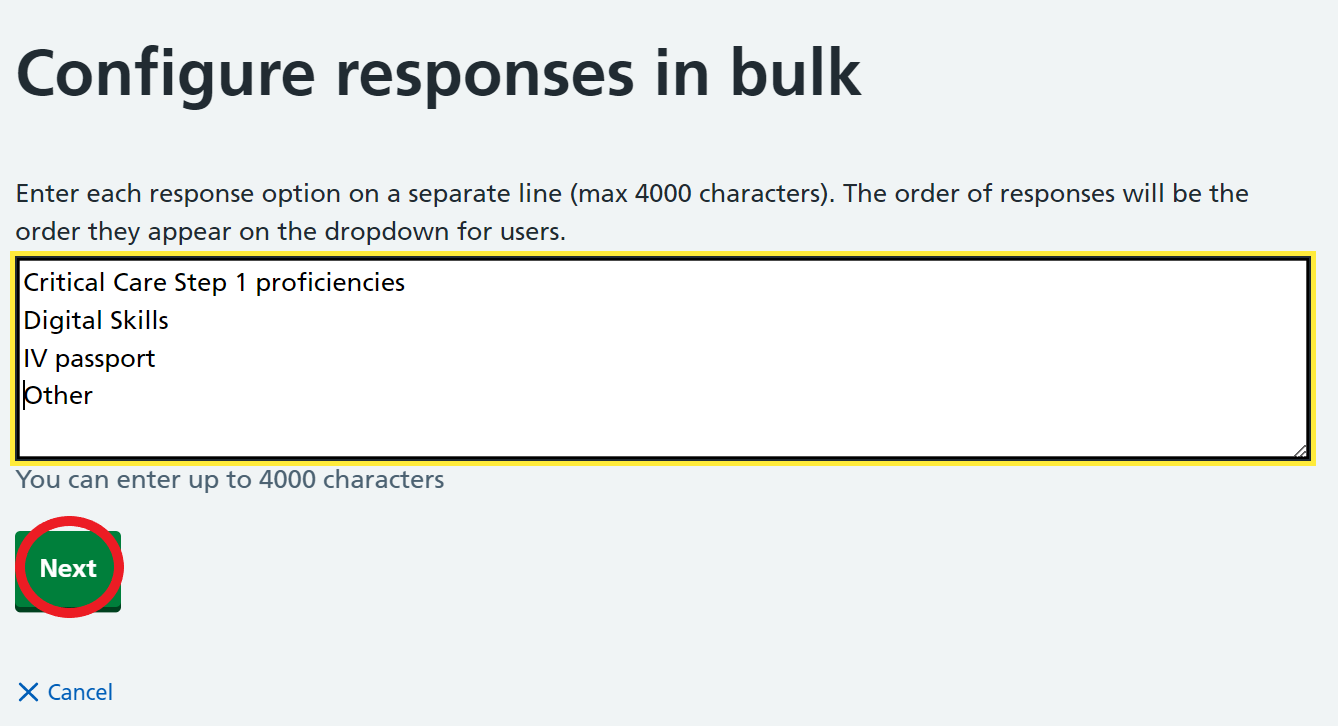 Configure responses in bulk
Enter each response option on a separate line (max 4000 characters). The order of responses will be the
order they appear on the dropdown for users.
Critical Care Step 1 proficiencies
Digital Skills
IV passport
Other
You can enter up to 4000 characters
Next
Cancel